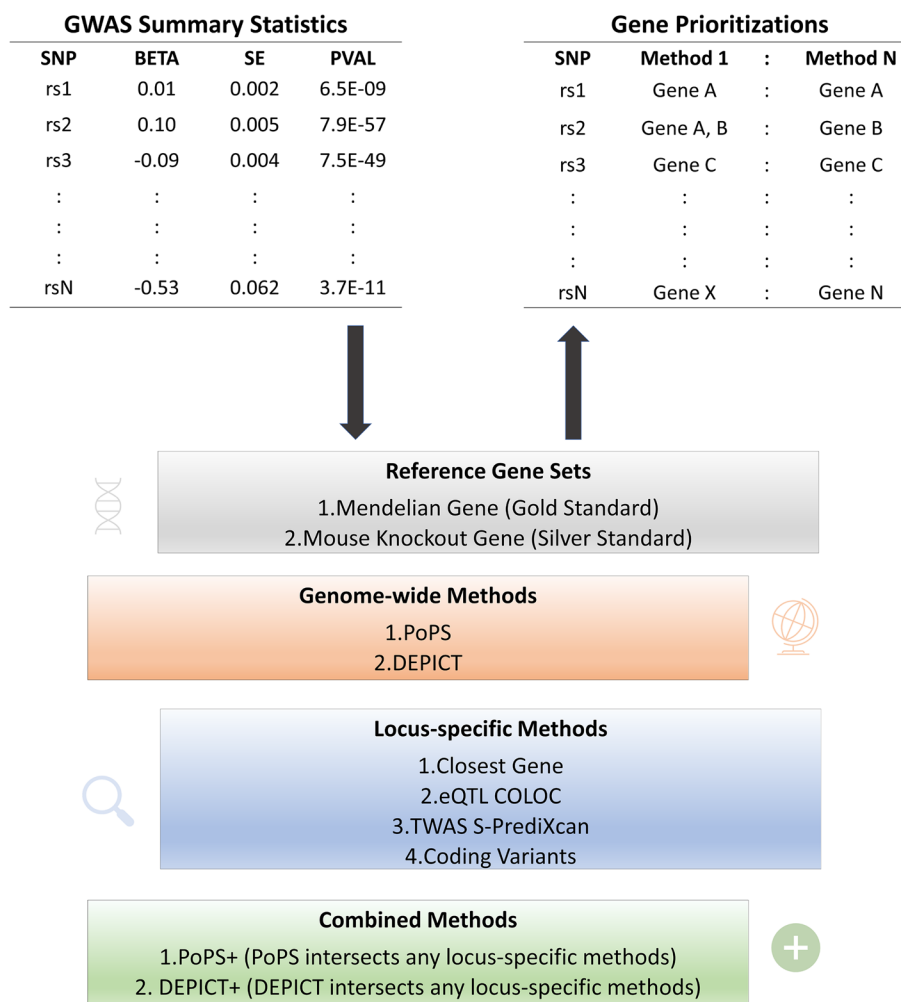 GWAS Summary Statistics
SNP BETA SE PVAL
rs1 0.01 0.002 6.5E-09
rs2 0.10 0.005 7.9E-57
rs3 -0.09 0.004 7.5E-49
: : : :
: : : :
: : : :
rsN -0.53 0.062 3.7E-11
Gene Prioritizations
SNP Method 1 : Method N
rs1 Gene A : Gene A
rs2 Gene A, B : Gene B
rs3 Gene C : Gene C
: : : :
: : : :
: : : :
rsN Gene X : Gene N
Reference Gene Sets
1.Mendelian Gene (Gold Standard)
2.Mouse Knockout Gene (Silver Standard)
Genome-wide Methods
1.PoPS
2.DEPICT
Locus-specific Methods
1.Closest Gene
2.eQTL COLOC
3.TWAS S-PrediXcan
4.Coding Variants
Combined Methods
1.PoPS+ (PoPS intersects any locus-specific methods)
2. DEPICT+ (DEPICT intersects any locus-specific methods)